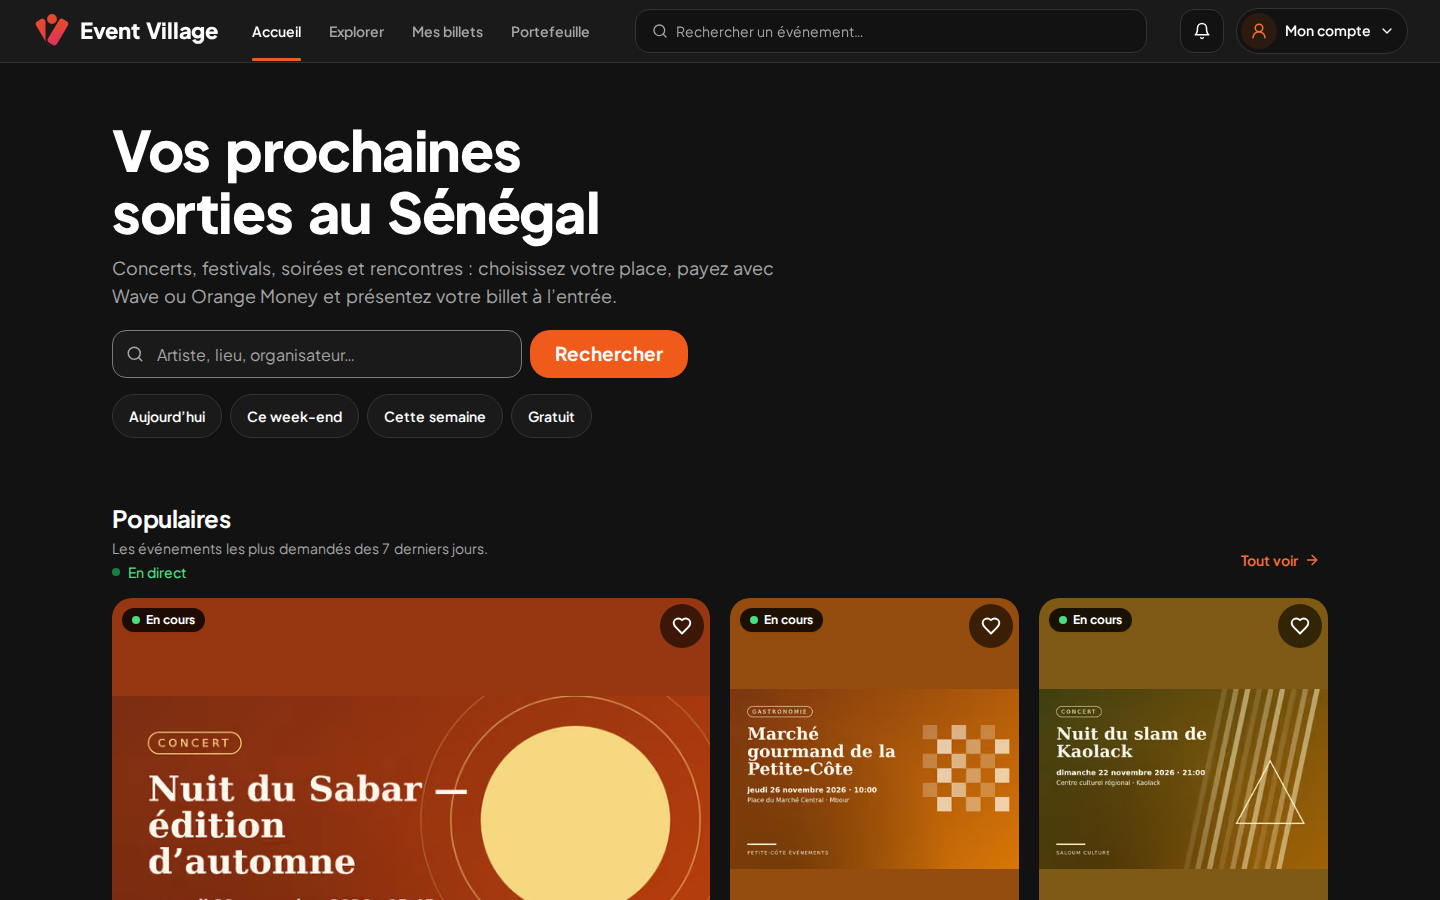 Event Village
Accueil
Explorer
Mes billets
Portefeuille
Rechercher un événement...
Mon compte
Vos prochaines
sorties au Sénégal
Concerts, festivals, soirées et rencontres : choisissez votre place, payez avec
Wave ou Orange Money et présentez votre billet à l’entrée.
Artiste, lieu, organisateur...
Rechercher
Aujourd’hui
Ce week-end
Cette semaine
Gratuit
Populaires
Les événements les plus demandés des 7 derniers jours.
En direct
Tout voir
En cours
CONCERT
Nuit du Sabar —
édition
d’automne
En cours
GASTRONOMIE
Marché
gourmand de la
Petite-Côte
jeudi 26 novembre 2026 · 10:00
Place du Marché Central · Mbour
PETITE-CÔTE ÉVÉNEMENTS
En cours
CONCERT
Nuit du slam de
Kaolack
dimanche 22 novembre 2026 · 21:00
Centre culturel régional · Kaolack
SALOUM CULTURE